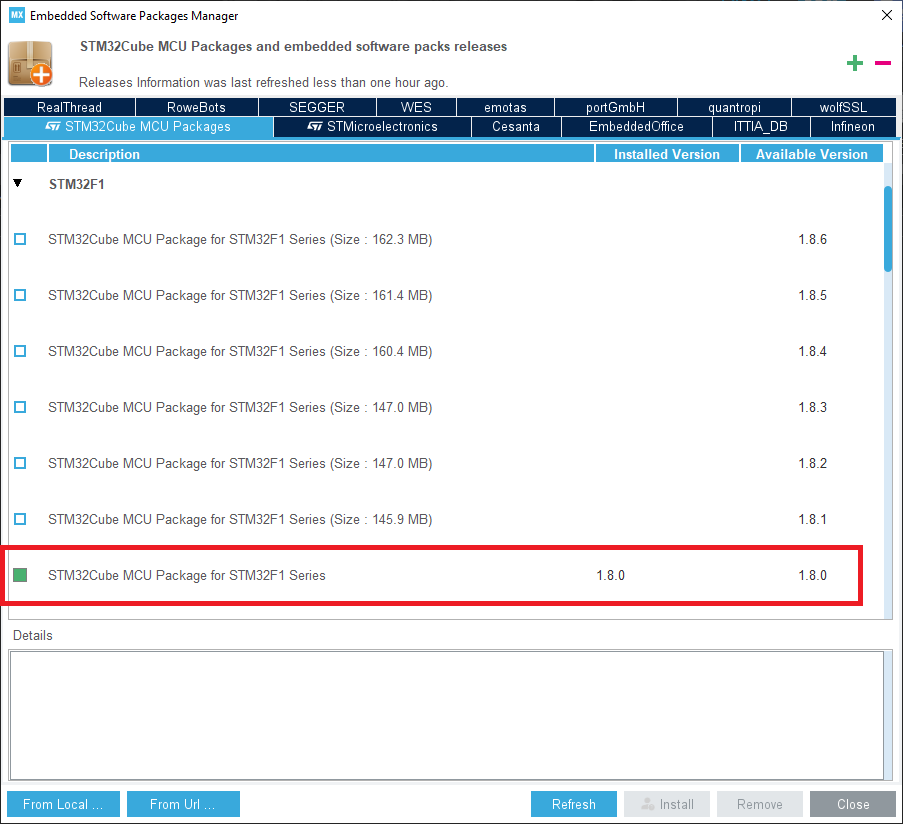 MX Embedded Software Packages Manager
STM32Cube MCU Packages and embedded software packs releases
Releases Information was last refreshed less than one hour ago.
RealThread RoweBots SEGGER WES emotas portGmbH quantropi wolfSSL
STM32Cube MCU Packages STMicroelectronics Cesanta EmbeddedOffice ITTIA_DB Infineon
Description Installed Version Available Version
STM32F1
STM32Cube MCU Package for STM32F1 Series (Size : 162.3 MB) 1.8.6
STM32Cube MCU Package for STM32F1 Series (Size : 161.4 MB) 1.8.5
STM32Cube MCU Package for STM32F1 Series (Size : 160.4 MB) 1.8.4
STM32Cube MCU Package for STM32F1 Series (Size : 147.0 MB) 1.8.3
STM32Cube MCU Package for STM32F1 Series (Size : 147.0 MB) 1.8.2
STM32Cube MCU Package for STM32F1 Series (Size : 145.9 MB) 1.8.1
STM32Cube MCU Package for STM32F1 Series 1.8.0 1.8.0
Details
From Local ... From Url ... Refresh Install Remove Close